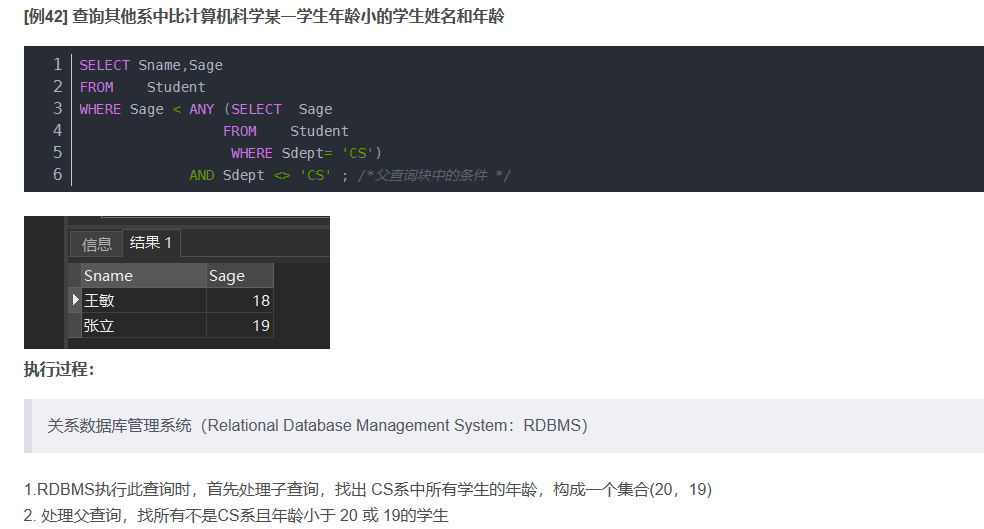 [例42] 查询其他系中比计算机科学某一学生年龄小的学生姓名和年龄
1 SELECT Sname,Sage
2 FROM    Student
3 WHERE Sage < ANY (SELECT  Sage
4 FROM    Student
5 WHERE Sdept= 'CS')
6 AND Sdept <> 'CS' ; /*父查询块中的条件 */
信息 结果 1
Sname Sage
王敏 18
张立 19
执行过程：
关系数据库管理系统（Relational Database Management System：RDBMS）
1.RDBMS执行此查询时，首先处理子查询，找出 CS系中所有学生的年龄，构成一个集合(20，19)
2. 处理父查询，找所有不是CS系且年龄小于 20 或 19的学生